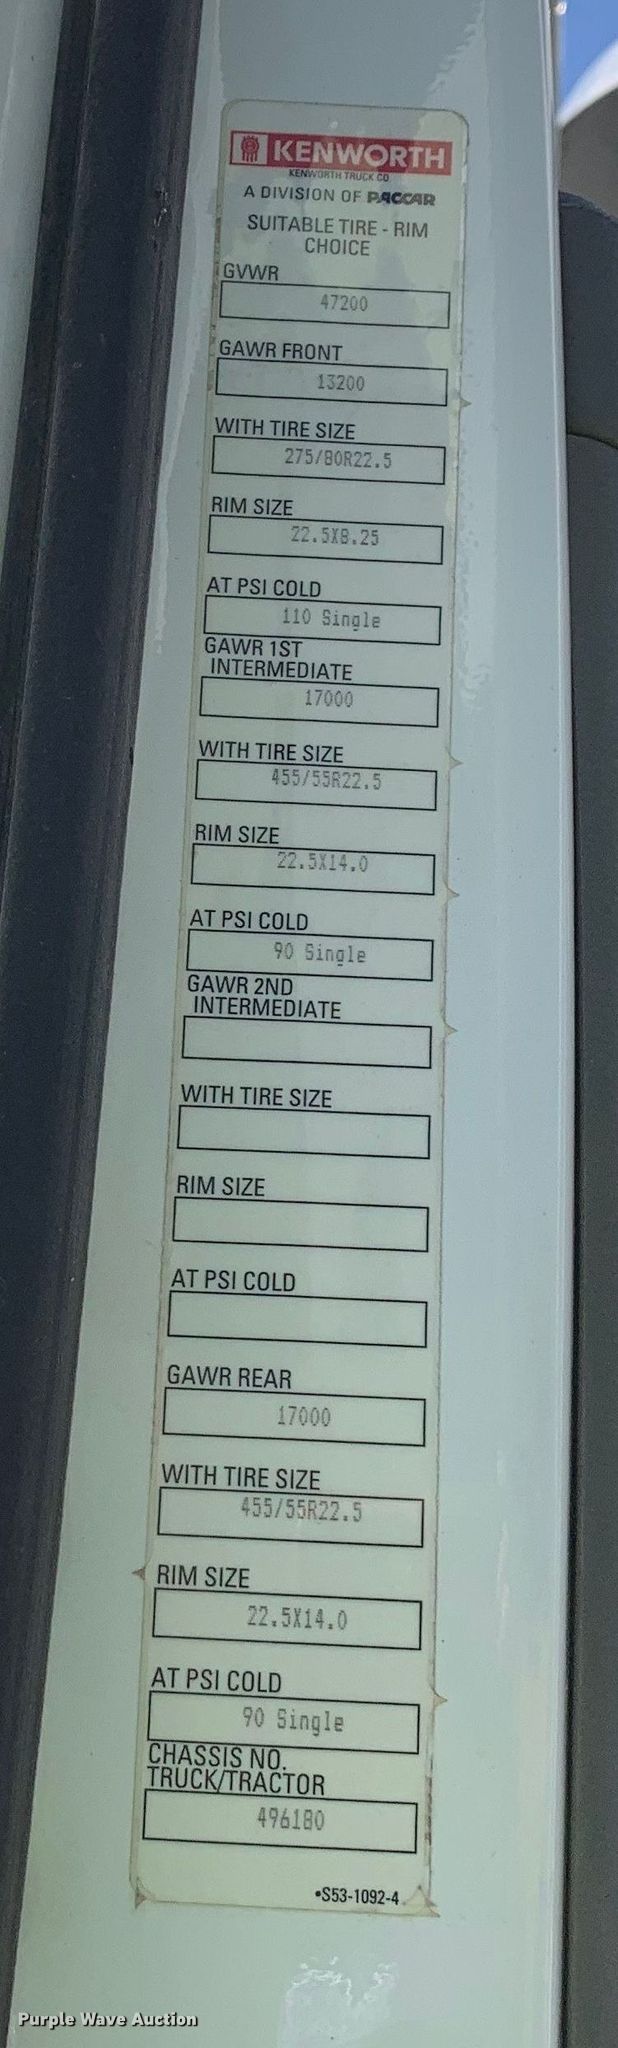 KENWORTH
KENWORTH TRUCK CO
A DIVISION OF PACCAR
SUITABLE TIRE - RIM
CHOICE
GVWR
47200
GAWR FRONT
13200
WITH TIRE SIZE
275/80R22.5
RIM SIZE
22.5X8.25
AT PSI COLD
110 Single
GAWR 1ST
INTERMEDIATE
17000
WITH TIRE SIZE
455/55R22.5
RIM SIZE
22.5X14.0
AT PSI COLD
90 Single
GAWR 2ND
INTERMEDIATE
WITH TIRE SIZE
RIM SIZE
AT PSI COLD
GAWR REAR
17000
WITH TIRE SIZE
455/55R22.5
RIM SIZE
22.5X14.0
AT PSI COLD
90 Single
CHASSIS NO.
TRUCK/TRACTOR
496180
•S53-1092-4
Purple Wave Auction